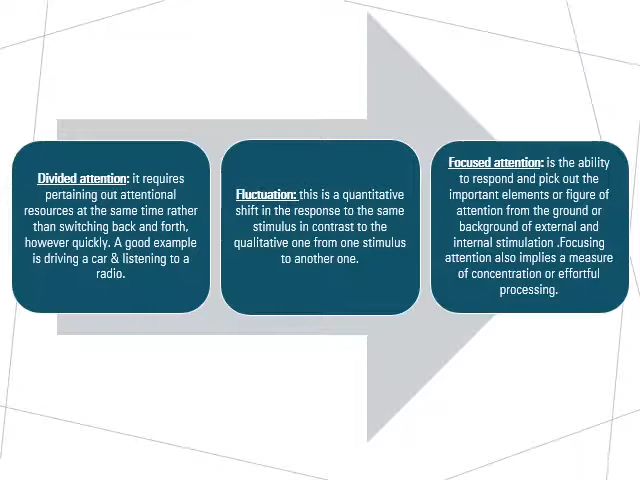 Divided attention: it requires
pertaining out attentional
resources at the same time rather
than switching back and forth,
however quickly. A good example
is driving a car & listening to a
radio.
Fluctuation: this is a quantitative
shift in the response to the same
stimulus in contrast to the
qualitative one from one stimulus
to another one.
Focused attention: is the ability
to respond and pick out the
important elements or figure of
attention from the ground or
background of external and
internal stimulation .Focusing
attention also implies a measure
of concentration or effortful
processing.